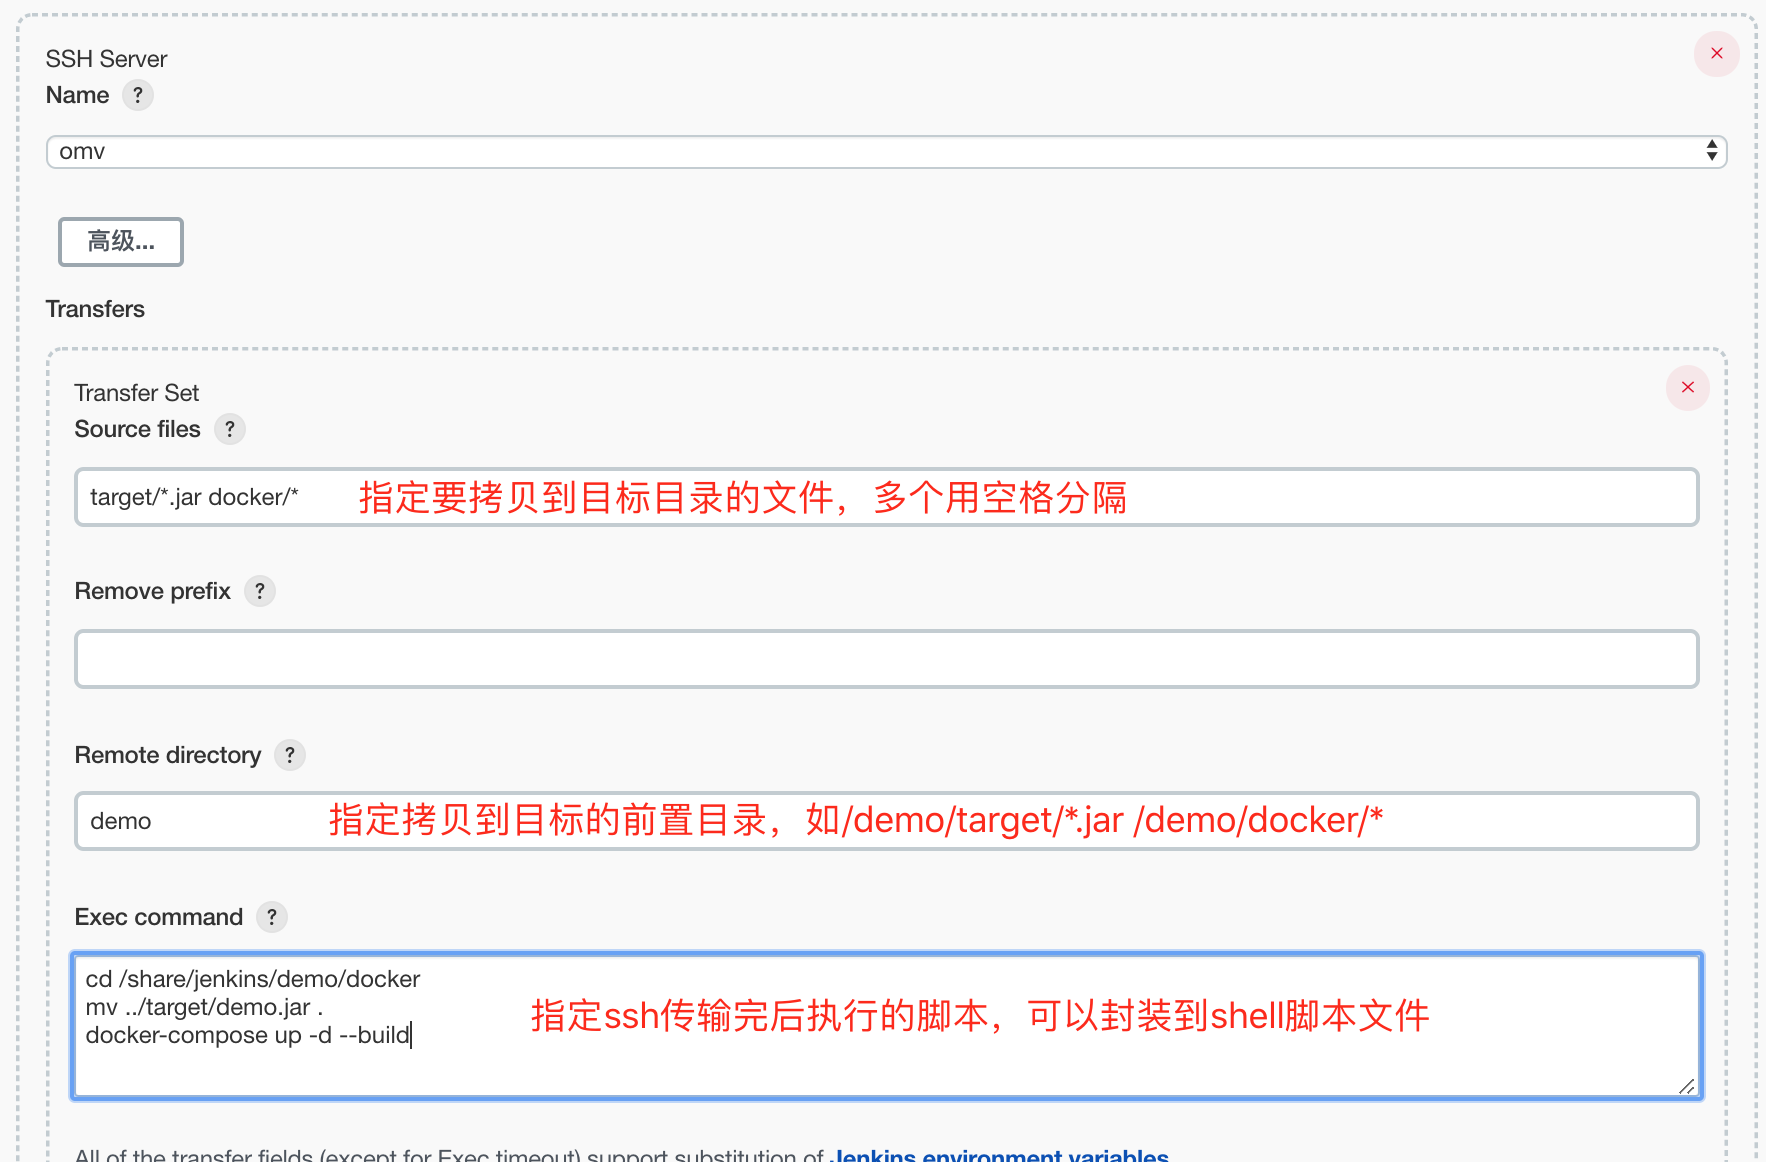 SSH Server
Name ?
omv
高级...
Transfers
Transfer Set
Source files ?
target/*.jar docker/* 指定要拷贝到目标目录的文件，多个用空格分隔
Remove prefix ?
Remote directory ?
demo 指定拷贝到目标的前置目录，如/demo/target/*.jar /demo/docker/*
Exec command ?
cd /share/jenkins/demo/docker
mv ../target/demo.jar .
docker-compose up -d --build
指定ssh传输完后执行的脚本，可以封装到shell脚本文件
All of the transfer fields (except for Exec timeout) support substitution of Jenkins environment variables